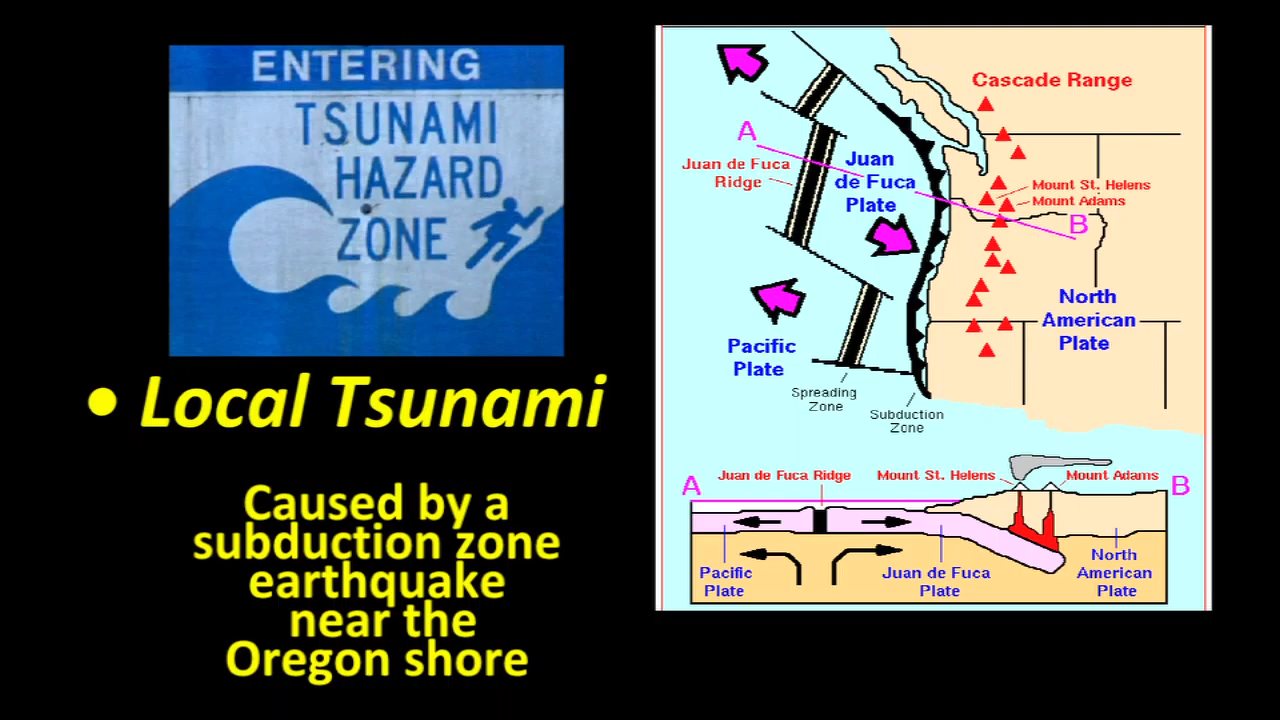 ENTERING
TSUNAMI
HAZARD
ZONE
• Local Tsunami
Caused by a
subduction zone
earthquake
near the
Oregon shore
Cascade Range
A
Juan de Fuca
Ridge
Juan
de Fuca
Plate
Mount St. Helens
Mount Adams
B
North
American
Plate
Pacific
Plate
Spreading
Zone
Subduction
Zone
A
Juan de Fuca Ridge
Mount St. Helens
Mount Adams
B
Pacific
Plate
Juan de Fuca
Plate
North
American
Plate